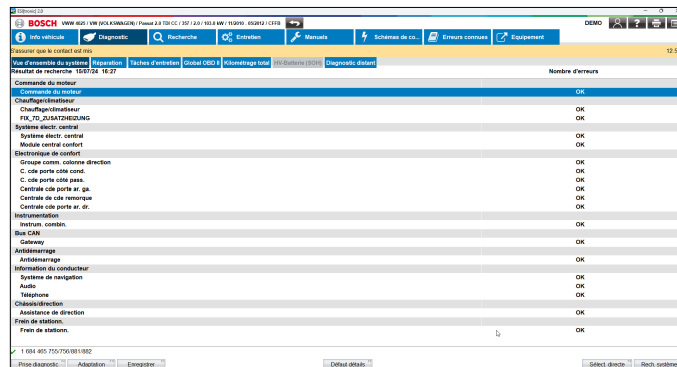 ESI[tronic] 2.0
BOSCH VWW 4025 / VW (VOLKSWAGEN) / Passat 2.0 TDI CC / 357 / 2.0 / 103.0 kW / 11/2010 - 05/2012 / CFFB DEMO ?
Info véhicule Diagnostic Recherche Entretien Manuels Schémas de co... Erreurs connues Equipement
S'assurer que le contact est mis 12.5
Vue d'ensemble du système Réparation Tâches d'entretien Global OBD II Kilométrage total HV-Batterie (SOH) Diagnostic distant
Résultat de recherche 15/07/24 16:27 Nombre d'erreurs
Commande du moteur
Commande du moteur OK
Chauffage/climatiseur
Chauffage/climatiseur OK
FIX_7D_ZUSATZHEIZUNG OK
Système électr. central
Système électr. central OK
Module central confort OK
Electronique de confort
Groupe comm. colonne direction OK
C. cde porte côté cond. OK
C. cde porte côté pass. OK
Centrale cde porte ar. ga. OK
Centrale de cde remorque OK
Centrale cde porte ar. dr. OK
Instrumentation
Instrum. combin. OK
Bus CAN
Gateway OK
Antidémarrage
Antidémarrage OK
Information du conducteur
Système de navigation OK
Audio OK
Téléphone OK
Châssis/direction
Assistance de direction OK
Frein de stationn.
Frein de stationn. OK
1 684 465 755/756/881/882
Prise diagnostic Adaptation Enregistrer Défaut détails Sélect. directe Rech. système